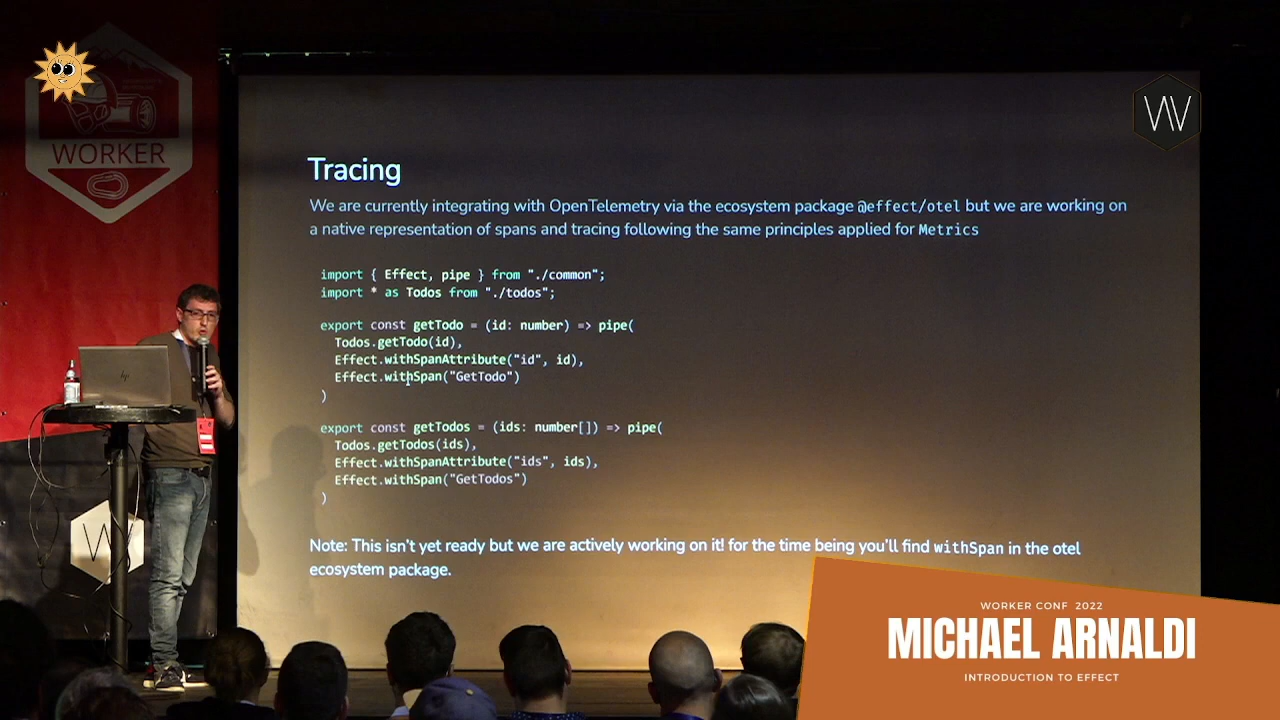 WORKER
W
Tracing
We are currently integrating with OpenTelemetry via the ecosystem package @effect/otel but we are working on
a native representation of spans and tracing following the same principles applied for Metrics
import { Effect, pipe } from "./common";
import * as Todos from "./todos";
export const getTodo = (id: number) => pipe(
Todos.getTodo(id),
Effect.withSpanAttribute("id", id),
Effect.withSpan("GetTodo")
)
export const getTodos = (ids: number[]) => pipe(
Todos.getTodos(ids),
Effect.withSpanAttribute("ids", ids),
Effect.withSpan("GetTodos")
)
Note: This isn't yet ready but we are actively working on it! for the time being you'll find withSpan in the otel
ecosystem package.
hp
W
WORKER CONF 2022
MICHAEL ARNALDI
INTRODUCTION TO EFFECT